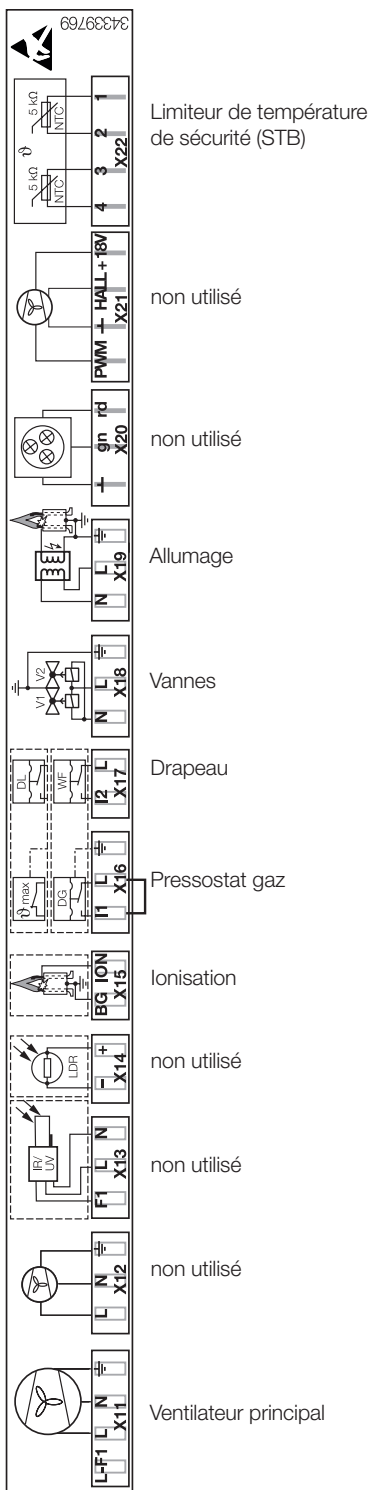 34339769
5 kΩ
NTC
ϑ
5 kΩ
NTC
1
2
3
4
X22
Limiteur de température
de sécurité (STB)
+ 18V
HALL
⊥
PWM
X21
non utilisé
rd
gn
⊥
X20
non utilisé
L
N
X19
Allumage
V2
V1
L
N
X18
Vannes
DL
WF
L
I2
X17
Drapeau
ϑ max
DG
L
I1
X16
Pressostat gaz
ION
BG
X15
Ionisation
LDR
+
–
X14
non utilisé
IR/
UV
N
L
F1
X13
non utilisé
N
L
X12
non utilisé
N
L
L-F1
X11
Ventilateur principal